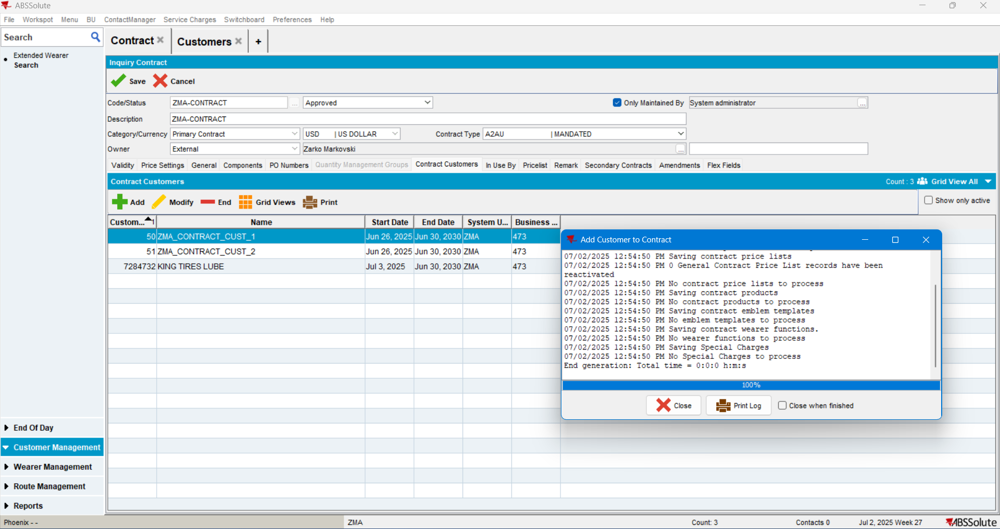 ABSSolute
File Workspot Menu BU ContactManager Service Charges Switchboard Preferences Help
Search
Extended Wearer
Search
Contract Customers +
Inquiry Contract
Save Cancel
Code/Status ZMA-CONTRACT ... Approved Only Maintained By System administrator ...
Description ZMA-CONTRACT
Category/Currency Primary Contract USD | US DOLLAR Contract Type A2AU | MANDATED
Owner External Zarko Markovski ...
Validity Price Settings General Components PO Numbers Quantity Management Groups Contract Customers In Use By Pricelist Remark Secondary Contracts Amendments Flex Fields
Contract Customers Count : 3 Grid View All
Add Modify End Grid Views Print Show only active
Custom... 1 Name Start Date End Date System U... Business ...
50 ZMA_CONTRACT_CUST_1 Jun 26, 2025 Jun 30, 2030 ZMA 473
51 ZMA_CONTRACT_CUST_2 Jun 26, 2025 Jun 30, 2030 ZMA 473
7284732 KING TIRES LUBE Jul 3, 2025 Jun 30, 2030 ZMA 473
Add Customer to Contract
07/02/2025 12:54:50 PM Saving contract price lists
07/02/2025 12:54:50 PM 0 General Contract Price List records have been
reactivated
07/02/2025 12:54:50 PM No contract price lists to process
07/02/2025 12:54:50 PM Saving contract products
07/02/2025 12:54:50 PM No contract products to process
07/02/2025 12:54:50 PM Saving contract emblem templates
07/02/2025 12:54:50 PM No emblem templates to process
07/02/2025 12:54:50 PM Saving contract wearer functions.
07/02/2025 12:54:50 PM No wearer functions to process
07/02/2025 12:54:50 PM Saving Special Charges
07/02/2025 12:54:50 PM No Special Charges to process
End generation: Total time = 0:0:0 h:m:s
100%
Close Print Log Close when finished
End Of Day
Customer Management
Wearer Management
Route Management
Reports
Phoenix - - ZMA Count: 3 Contacts 0 Jul 2, 2025 Week 27 ABSSolute